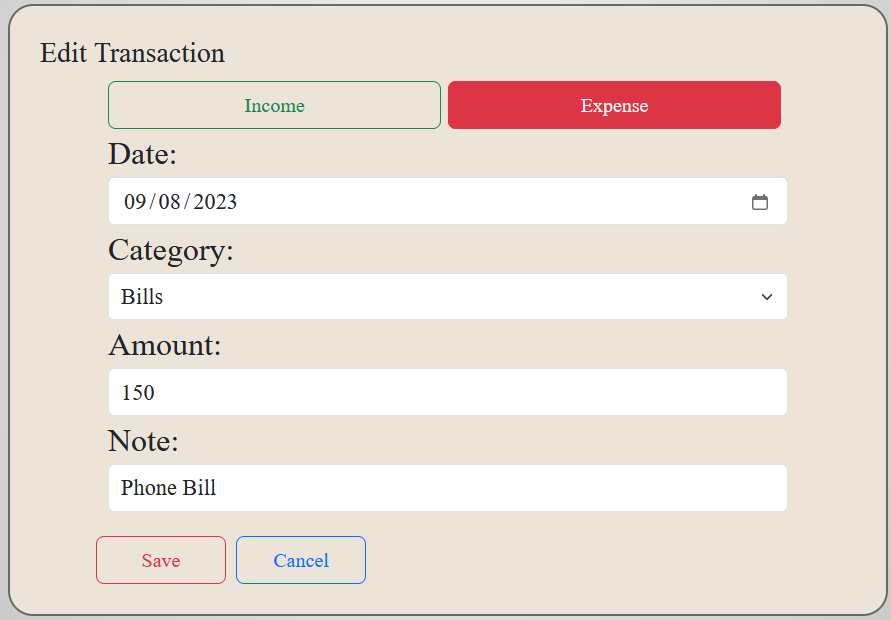 Edit Transaction
Income Expense
Date:
09/08/2023
Category:
Bills
Amount:
150
Note:
Phone Bill
Save Cancel